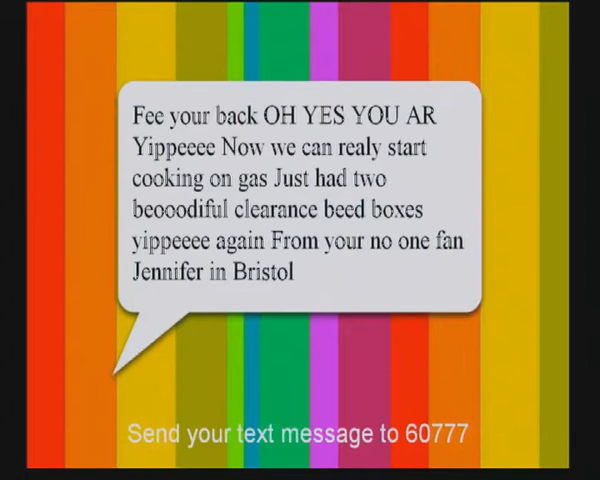 Fee your back OH YES YOU AR
Yippeeee Now we can realy start
cooking on gas Just had two
beooodiful clearance beed boxes
yippeeee again From your no one fan
Jennifer in Bristol
Send your text message to 60777